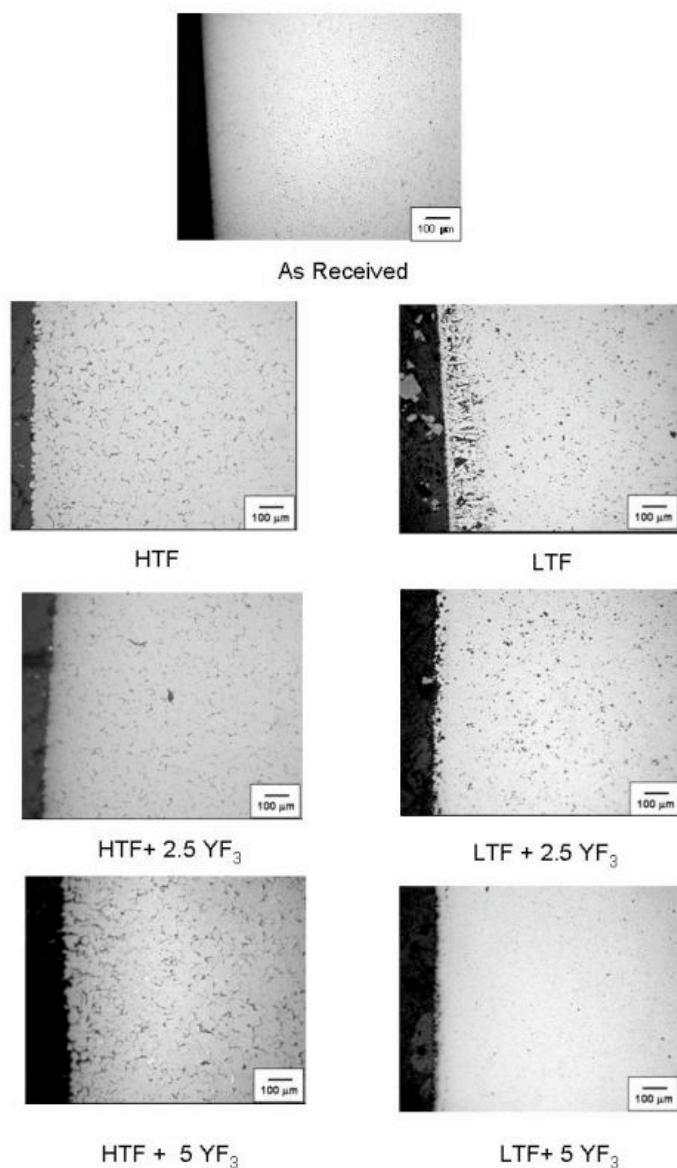 100 µm
As Received
100 µm
100 µm
HTF
LTF
100 µm
100 µm
HTF+ 2.5 YF₃
LTF + 2.5 YF₃
100 µm
100 µm
HTF + 5 YF₃
LTF+ 5 YF₃